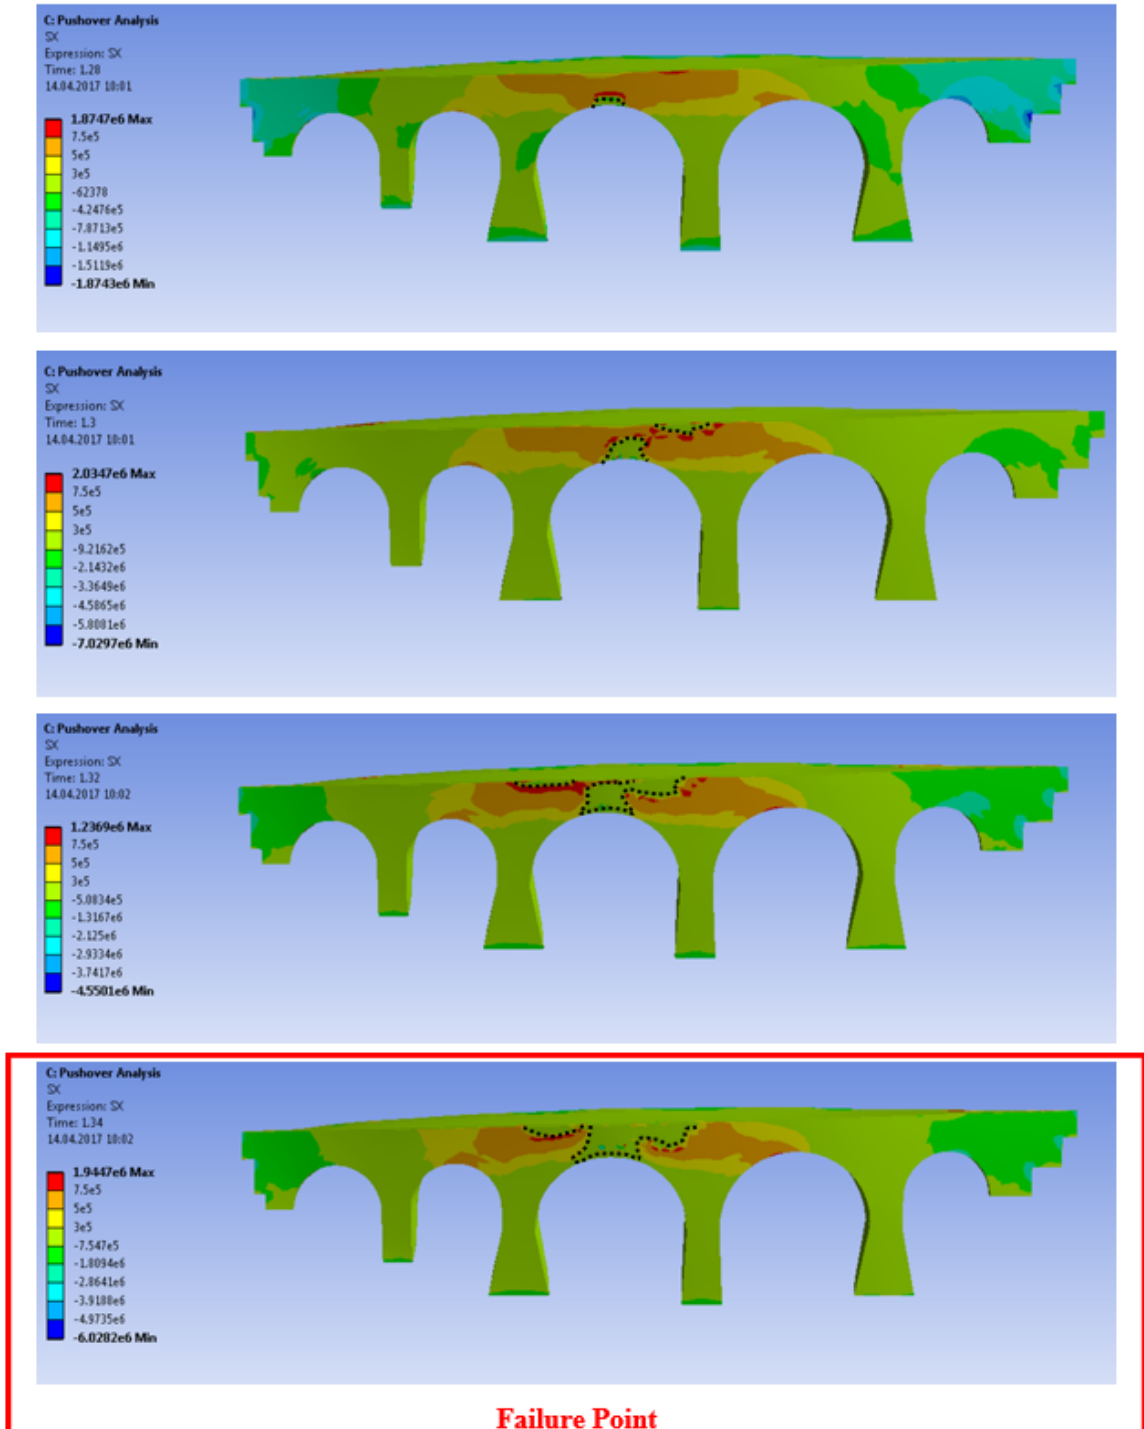 C: Pushover Analysis
SX
Expression: SX
Time: 1.28
14.04.2017 10:01
1.8747e6 Max
7.5e5
5e5
3e5
-62378
-4.2476e5
-7.8713e5
-1.1495e6
-1.5119e6
-1.8743e6 Min
C: Pushover Analysis
SX
Expression: SX
Time: 1.3
14.04.2017 10:01
2.0347e6 Max
7.5e5
5e5
3e5
-9.2162e5
-2.1432e6
-3.3649e6
-4.5865e6
-5.8081e6
-7.0297e6 Min
C: Pushover Analysis
SX
Expression: SX
Time: 1.32
14.04.2017 10:02
1.2369e6 Max
7.5e5
5e5
3e5
-5.0834e5
-1.3167e6
-2.125e6
-2.9334e6
-3.7417e6
-4.5501e6 Min
C: Pushover Analysis
SX
Expression: SX
Time: 1.34
14.04.2017 10:02
1.9447e6 Max
7.5e5
5e5
3e5
-7.547e5
-1.8094e6
-2.8641e6
-3.9188e6
-4.9735e6
-6.0282e6 Min
Failure Point